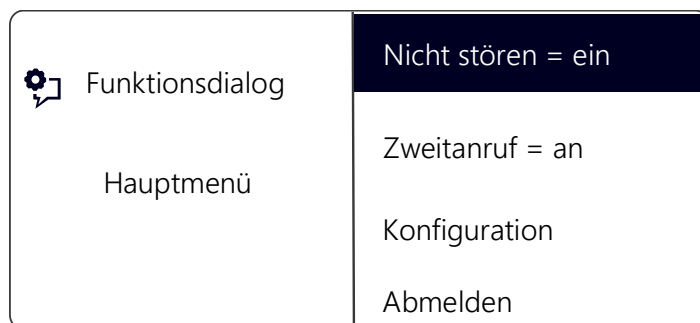 Funktionsdialog
Hauptmenü
Nicht stören = ein
Zweitanruf = an
Konfiguration
Abmelden